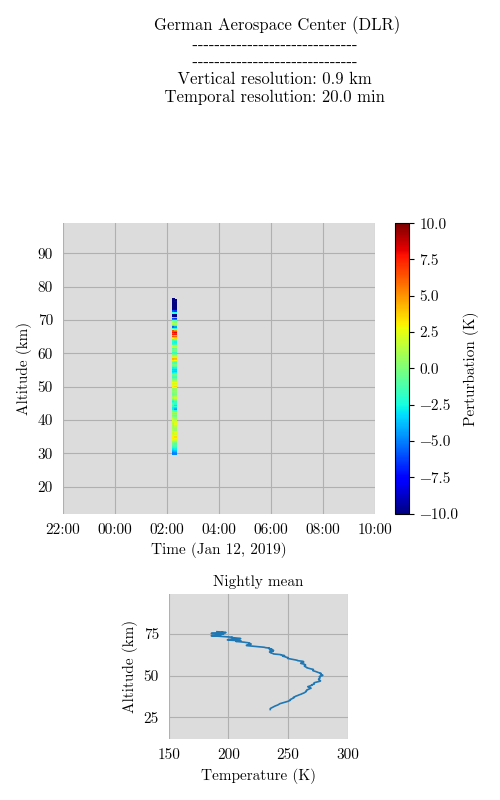 German Aerospace Center (DLR)
------------------------------
------------------------------
Vertical resolution: 0.9 km
Temporal resolution: 20.0 min
90
80
70
60
50
40
30
20
Altitude (km)
22:00 00:00 02:00 04:00 06:00 08:00 10:00
Time (Jan 12, 2019)
10.0
7.5
5.0
2.5
0.0
−2.5
−5.0
−7.5
−10.0
Perturbation (K)
Nightly mean
75
50
25
Altitude (km)
150 200 250 300
Temperature (K)